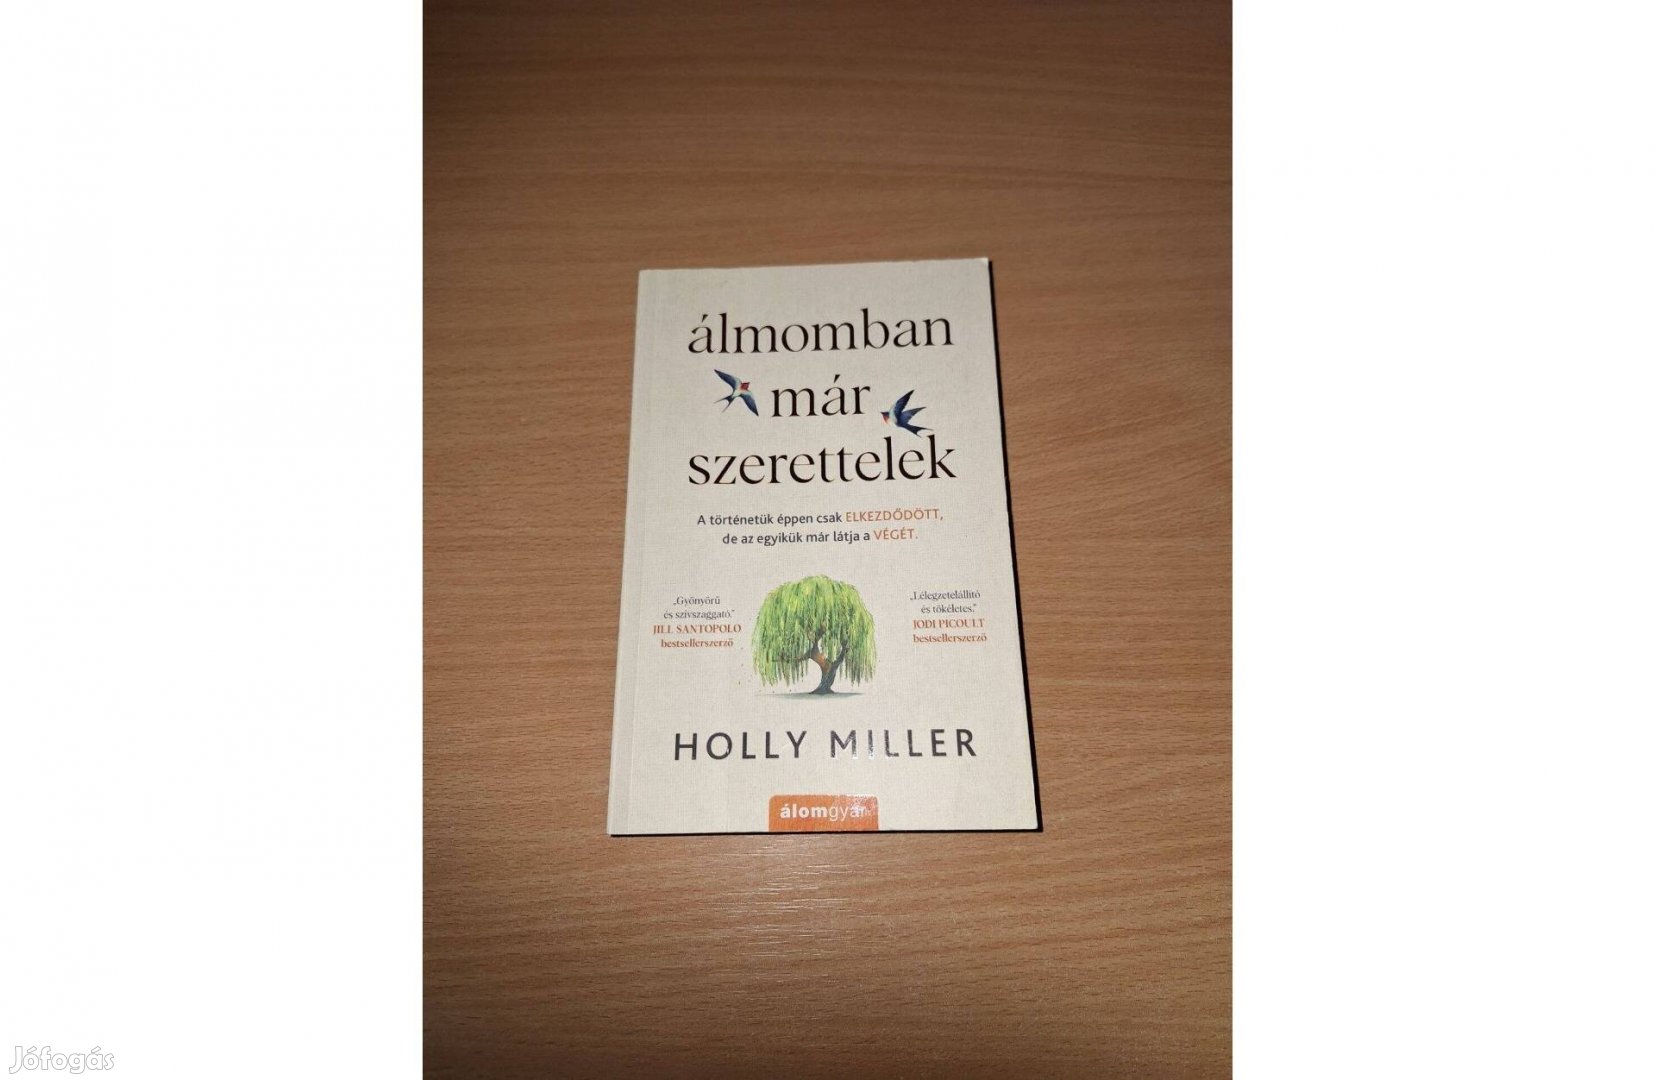 álmomban
már
szerettelek
A történetük éppen csak ELKEZDŐDÖTT,
de az egyikük már látja a VÉGÉT.
„Gyönyörű
és szívszaggató.”
JILL SANTOPOLO
bestsellerszerző
„Lélegzetelállító
és tökéletes.”
JODI PICOULT
bestsellerszerző
HOLLY MILLER
álomgyár
Jófogás